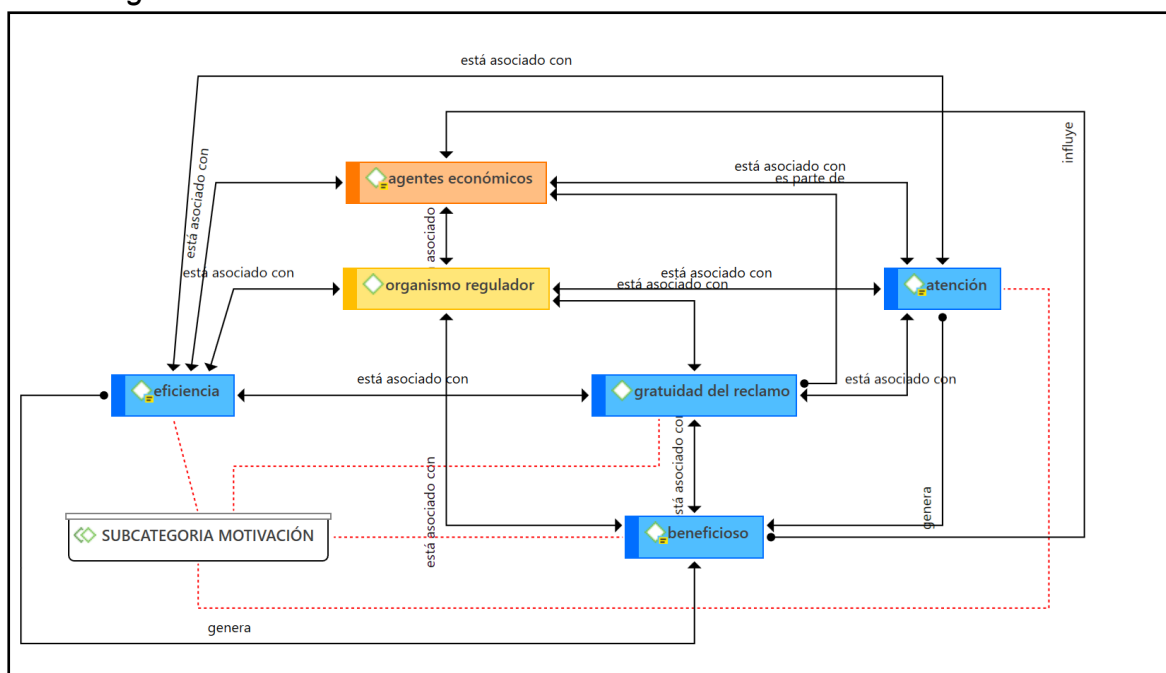 está asociado con
influye
está asociado con
agentes económicos
está asociado con
es parte de
asociado
está asociado con
organismo regulador
está asociado con
está asociado con
atención
eficiencia
está asociado con
gratuidad del reclamo
está asociado con
está asociado con
está asociado con
SUBCATEGORIA MOTIVACIÓN
beneficioso
genera
genera